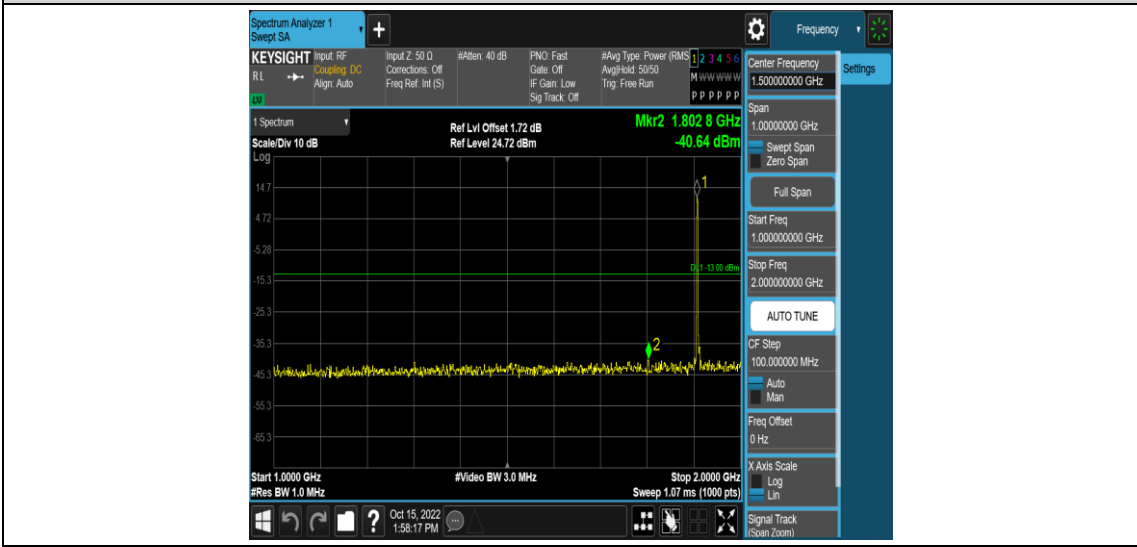 Spectrum Analyzer 1
Swept SA
+
Frequency
KEYSIGHT
RL
LXI
Input: RF
Coupling: DC
Align: Auto
Input Z: 50 Ω
Corrections: Off
Freq Ref: Int (S)
#Atten: 40 dB
PNO: Fast
Gate: Off
IF Gain: Low
Sig Track: Off
#Avg Type: Power (RMS
Avg|Hold: 50/50
Trig: Free Run
1 2 3 4 5 6
M W W W W W
P P P P P P
Center Frequency
1.500000000 GHz
Settings
Span
1.00000000 GHz
Swept Span
Zero Span
Full Span
Start Freq
1.000000000 GHz
Stop Freq
2.000000000 GHz
AUTO TUNE
CF Step
100.000000 MHz
Auto
Man
Freq Offset
0 Hz
X Axis Scale
Log
Lin
Signal Track
(Span Zoom)
1 Spectrum
Scale/Div 10 dB
Log
Ref Lvl Offset 1.72 dB
Ref Level 24.72 dBm
Mkr2 1.802 8 GHz
-40.64 dBm
1
14.7
4.72
-5.28
DL1 -13.00 dBm
-15.3
-25.3
-35.3
2
-45.3
-55.3
-65.3
Start 1.0000 GHz
#Res BW 1.0 MHz
#Video BW 3.0 MHz
Stop 2.0000 GHz
Sweep 1.07 ms (1000 pts)
?
Oct 15, 2022
1:58:17 PM